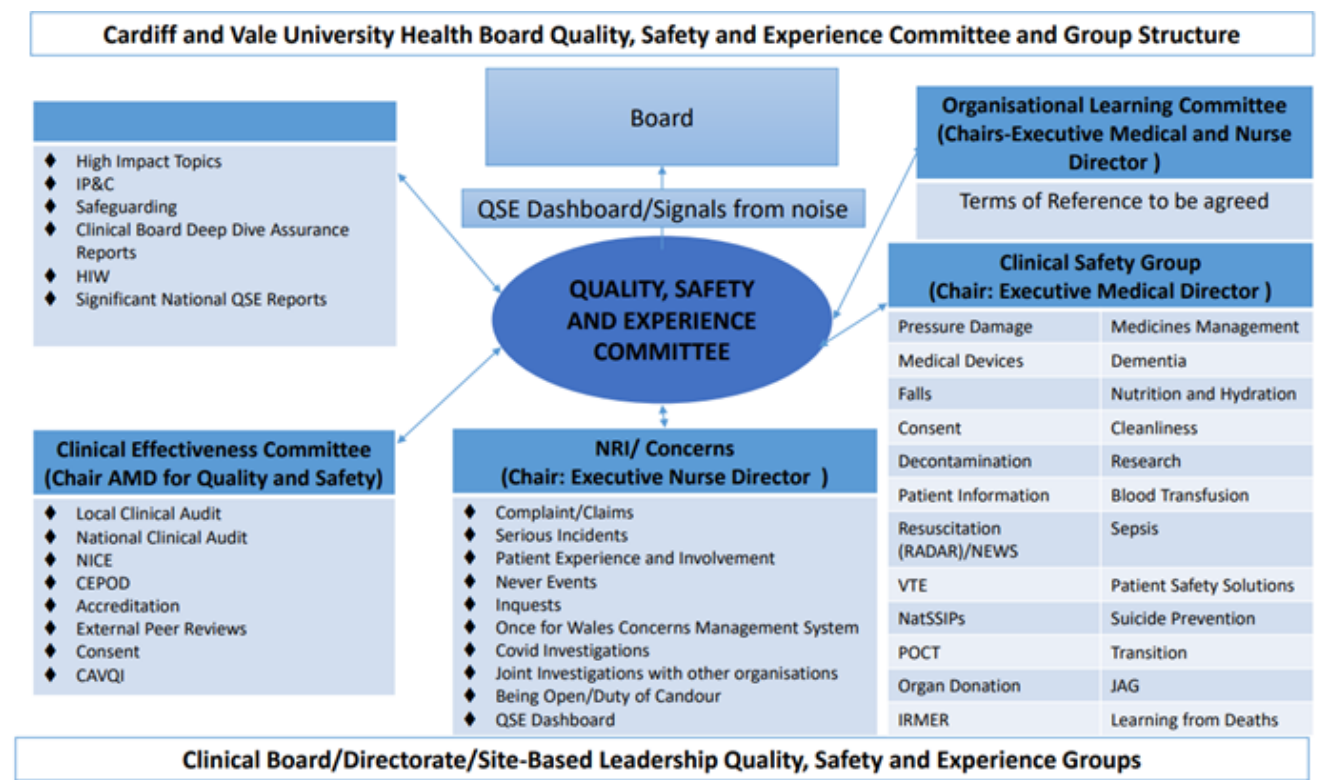 Cardiff and Vale University Health Board Quality, Safety and Experience Committee and Group Structure
Board
QSE Dashboard/Signals from noise
QUALITY, SAFETY
AND EXPERIENCE
COMMITTEE
♦ High Impact Topics
♦ IP&C
♦ Safeguarding
♦ Clinical Board Deep Dive Assurance
Reports
♦ HIW
♦ Significant National QSE Reports
Organisational Learning Committee
(Chairs-Executive Medical and Nurse
Director )
Terms of Reference to be agreed
Clinical Safety Group
(Chair: Executive Medical Director )
Pressure Damage Medicines Management
Medical Devices Dementia
Falls Nutrition and Hydration
Consent Cleanliness
Decontamination Research
Patient Information Blood Transfusion
Resuscitation Sepsis
(RADAR)/NEWS
VTE Patient Safety Solutions
NatSSIPs Suicide Prevention
POCT Transition
Organ Donation JAG
IRMER Learning from Deaths
Clinical Effectiveness Committee
(Chair AMD for Quality and Safety)
♦ Local Clinical Audit
♦ National Clinical Audit
♦ NICE
♦ CEPOD
♦ Accreditation
♦ External Peer Reviews
♦ Consent
♦ CAVQI
NRI/ Concerns
(Chair: Executive Nurse Director )
♦ Complaint/Claims
♦ Serious Incidents
♦ Patient Experience and Involvement
♦ Never Events
♦ Inquests
♦ Once for Wales Concerns Management System
♦ Covid Investigations
♦ Joint Investigations with other organisations
♦ Being Open/Duty of Candour
♦ QSE Dashboard
Clinical Board/Directorate/Site-Based Leadership Quality, Safety and Experience Groups